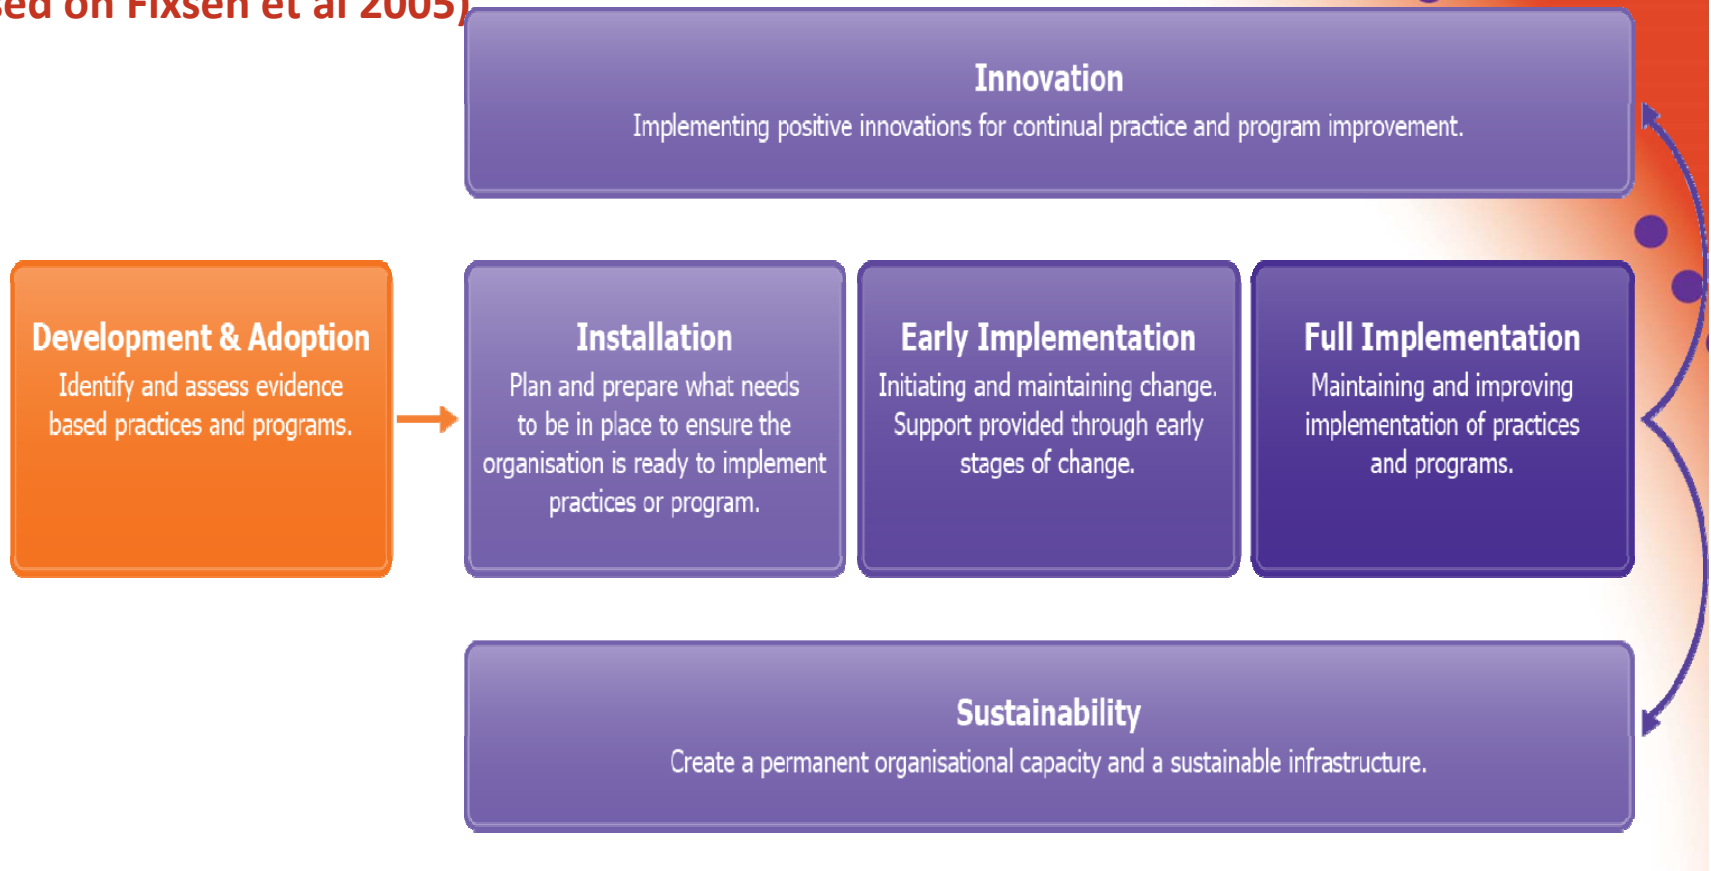 on Fixsen et al 2005)
Innovation
Implementing positive innovations for continual practice and program improvement.
Development & Adoption
Identify and assess evidence
based practices and programs.
Installation
Plan and prepare what needs
to be in place to ensure the
organisation is ready to implement
practices or program.
Early Implementation
Initiating and maintaining change.
Support provided through early
stages of change.
Full Implementation
Maintaining and improving
implementation of practices
and programs.
Sustainability
Create a permanent organisational capacity and a sustainable infrastructure.